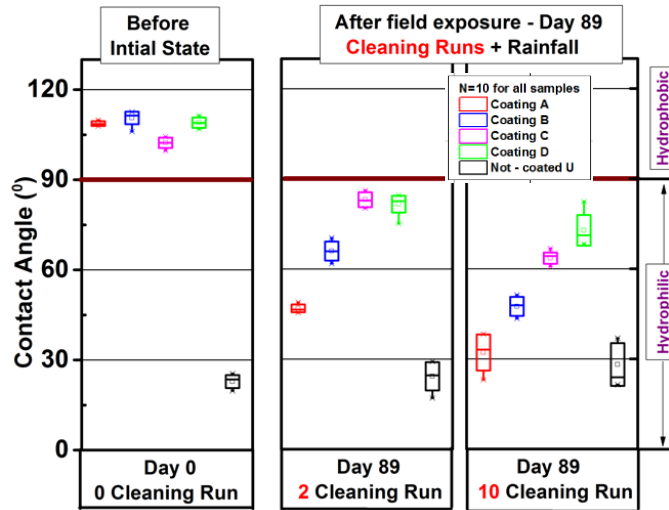 Before
Intial State
After field exposure - Day 89
Cleaning Runs + Rainfall
N=10 for all samples
Coating A
Coating B
Coating C
Coating D
Not - coated U
Contact Angle (⁰)
120
90
60
30
0
Hydrophobic
Hydrophilic
Day 0
0 Cleaning Run
Day 89
2 Cleaning Run
Day 89
10 Cleaning Run